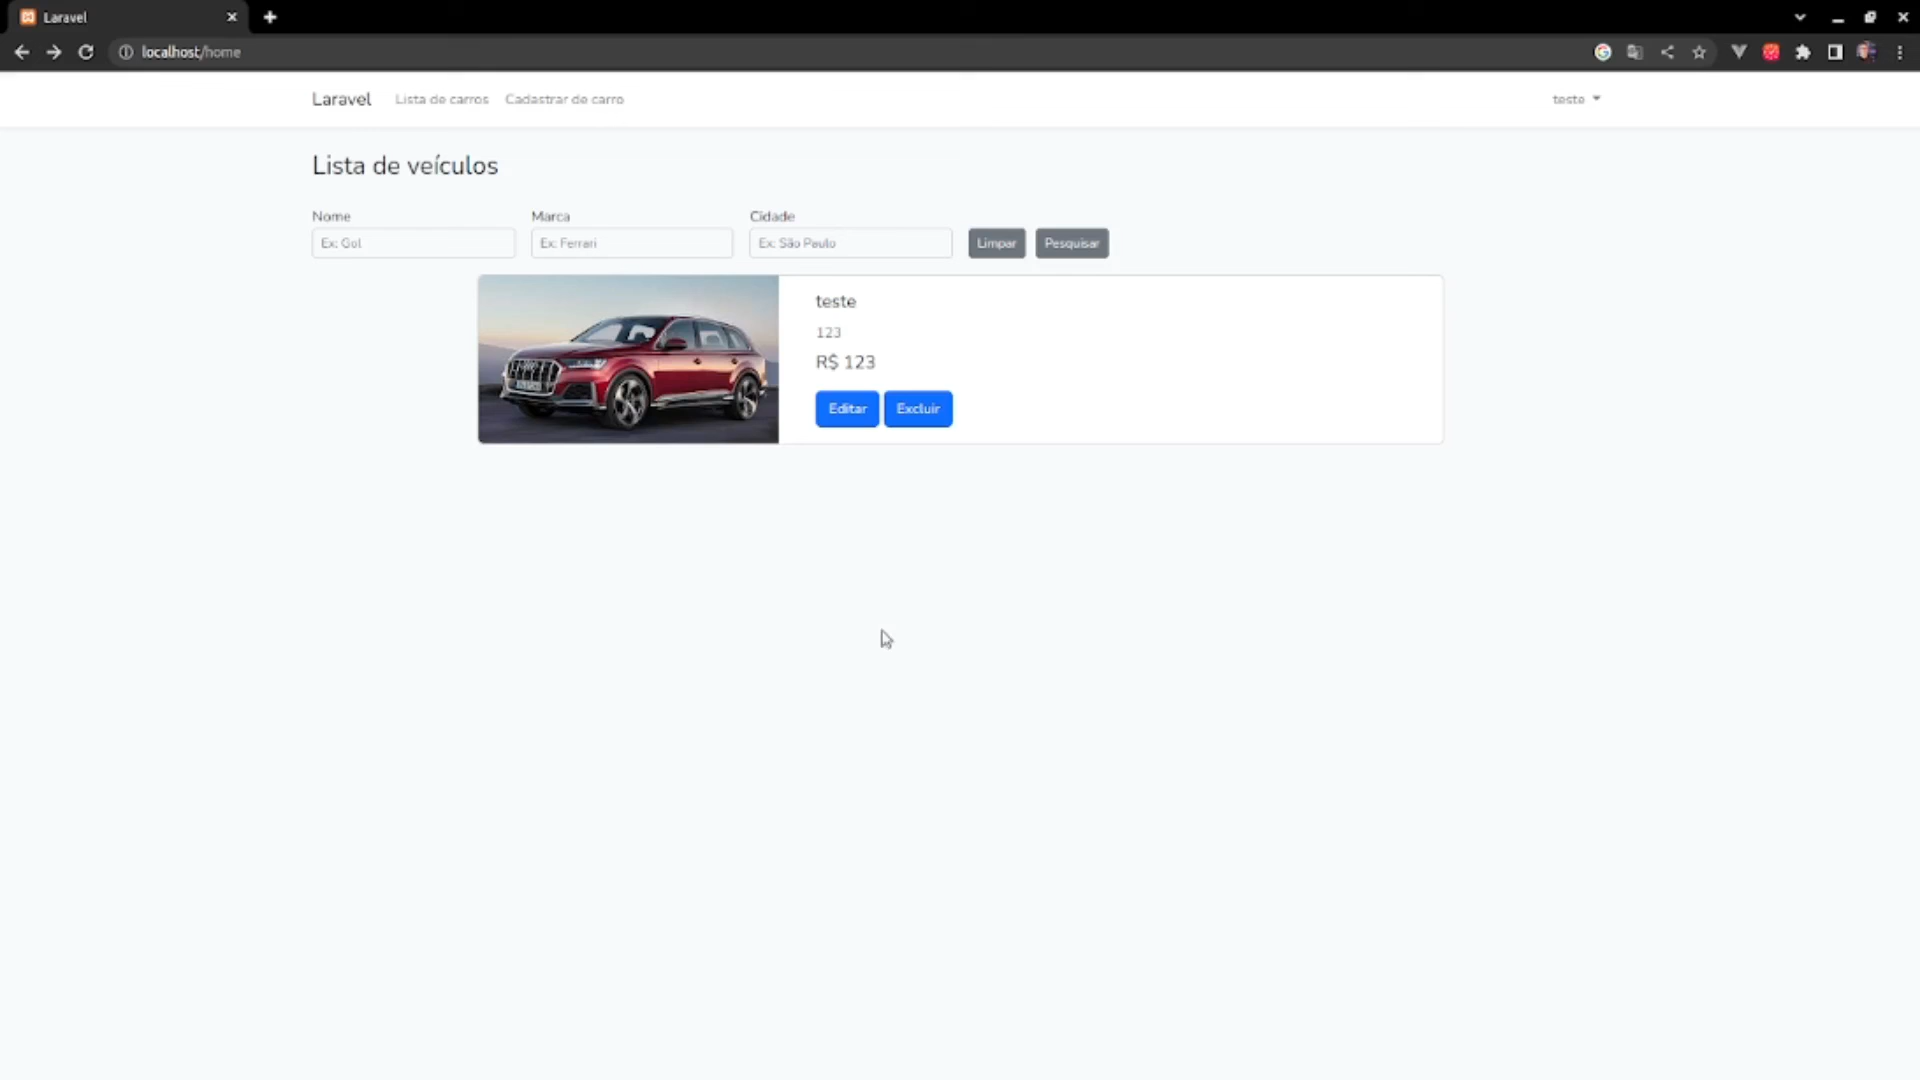 Laravel
localhost/home
Laravel Lista de carros Cadastrar de carro teste
Lista de veículos
Nome Marca Cidade
Ex: Gol Ex: Ferrari Ex: São Paulo Limpar Pesquisar
teste
123
R$ 123
Editar Excluir